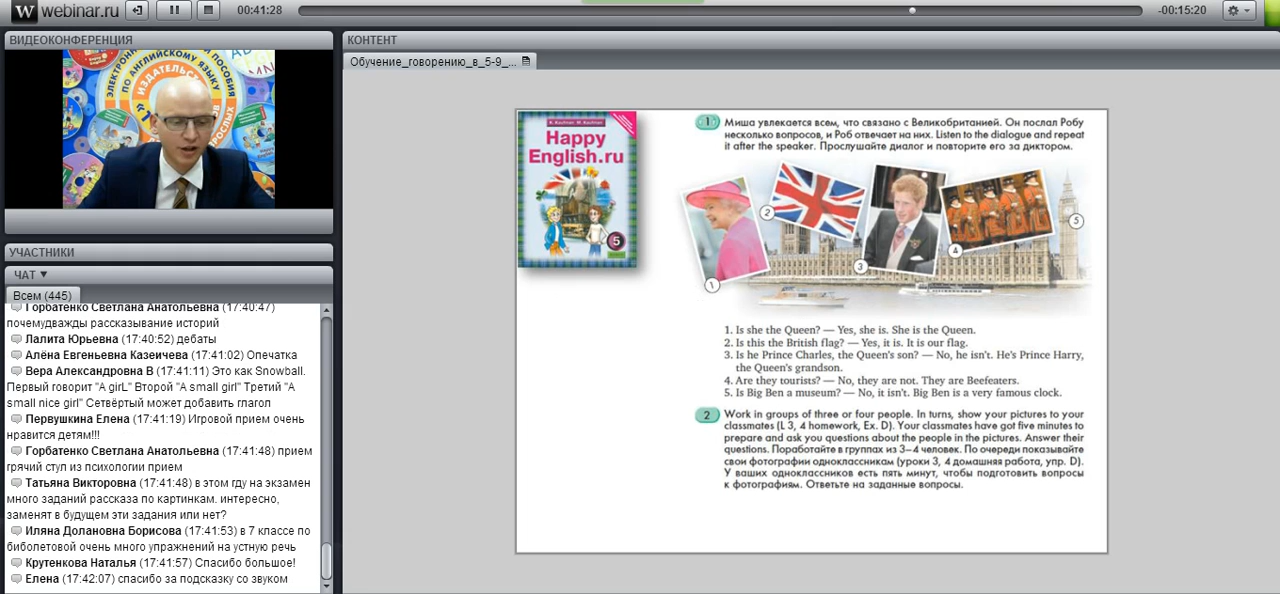 w webinar.ru 00:41:28 -00:15:20
ВИДЕОКОНФЕРЕНЦИЯ
ЭЛЕКТРОННЫЕ ПОСОБИЯ
ПО АНГЛИЙСКОМУ ЯЗЫКУ
УЧАСТНИКИ
ЧАТ ▼
Всем (445)
Горбатенко Светлана Анатольевна (17:40:47)
почемудважды рассказывание историй
Лалита Юрьевна (17:40:52) дебаты
Алёна Евгеньевна Казеичева (17:41:02) Опечатка
Вера Александровна В (17:41:11) Это как Snowball.
Первый говорит "A girL" Второй "A small girl" Третий "A
small nice girl" Сетвёртый может добавить глагол
Первушкина Елена (17:41:19) Игровой прием очень
нравится детям!!!
Горбатенко Светлана Анатольевна (17:41:48) прием
грячий стул из психологии прием
Татьяна Викторовна (17:41:48) в этом гду на экзамен
много заданий рассказа по картинкам. интересно,
заменят в будущем эти задания или нет?
Иляна Долановна Борисова (17:41:53) в 7 классе по
биболетовой очень много упражнений на устную речь
Крутенкова Наталья (17:41:57) Спасибо большое!
Елена (17:42:07) спасибо за подсказку со звуком
КОНТЕНТ
Обучение_говорению_в_5-9_...
Happy
English.ru
5
1 Миша увлекается всем, что связано с Великобританией. Он послал Робу
несколько вопросов, и Роб отвечает на них. Listen to the dialogue and repeat
it after the speaker. Прослушайте диалог и повторите его за диктором.
1
2
3
4
5
1. Is she the Queen? — Yes, she is. She is the Queen.
2. Is this the British flag? — Yes, it is. It is our flag.
3. Is he Prince Charles, the Queen's son? — No, he isn't. He's Prince Harry,
the Queen's grandson.
4. Are they tourists? — No, they are not. They are Beefeaters.
5. Is Big Ben a museum? — No, it isn't. Big Ben is a very famous clock.
2 Work in groups of three or four people. In turns, show your pictures to your
classmates (L 3, 4 homework, Ex. D). Your classmates have got five minutes to
prepare and ask you questions about the people in the pictures. Answer their
questions. Поработайте в группах из 3–4 человек. По очереди показывайте
свои фотографии одноклассникам (уроки 3, 4 домашняя работа, упр. D).
У ваших одноклассников есть пять минут, чтобы подготовить вопросы
к фотографиям. Ответьте на заданные вопросы.